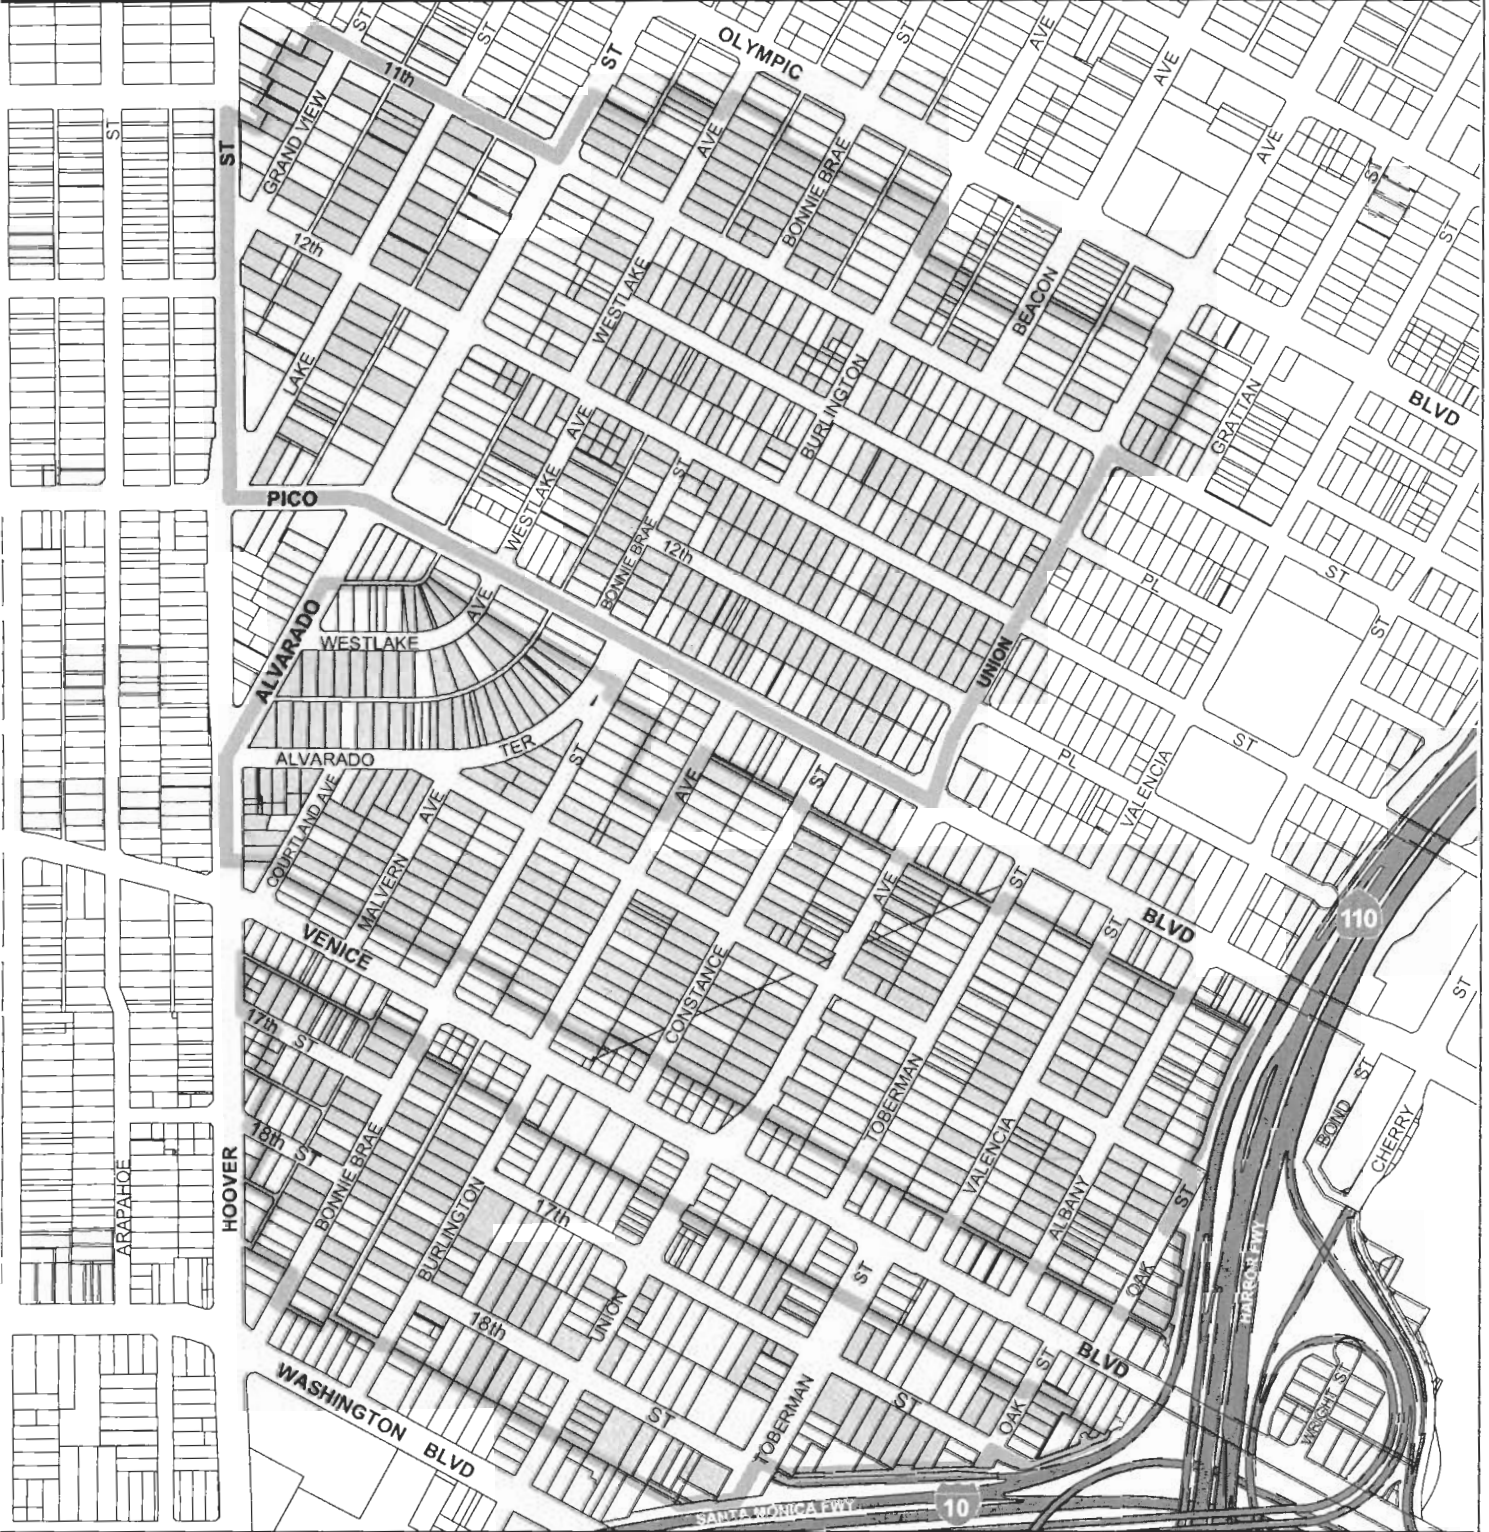 ST
ST
ST
OLYMPIC
ST
AVE
AVE
11th
ST
ST
GRAND VIEW
AVE
BONNIE BRAE
AVE
ST
ST
12th
WESTLAKE
BEACON
LAKE
AVE
BURLINGTON
GRATTAN
BLVD
PICO
WESTLAKE
ST
BONNIE BRAE
12th
PL
ST
ST
ALVARADO
WESTLAKE
AVE
UNION
ALVARADO
TER
ST
AVE
ST
PL
VALENCIA
ST
COURTLAND AVE
MALVERN
AVE
AVE
ST
ST
BLVD
110
VENICE
CONSTANCE
ST
17th
ST
TOBERMAN
BOND
ST
CHERRY
18th
ST
ARAPAHOE
HOOVER
BONNIE BRAE
BURLINGTON
17th
VALENCIA
ALBANY
ST
OAK
HARBOR FWY
ST
UNION
18th
BLVD
WASHINGTON
BLVD
ST
TOBERMAN
ST
OAK
ST
WRIGHT ST
SANTA MONICA FWY
10